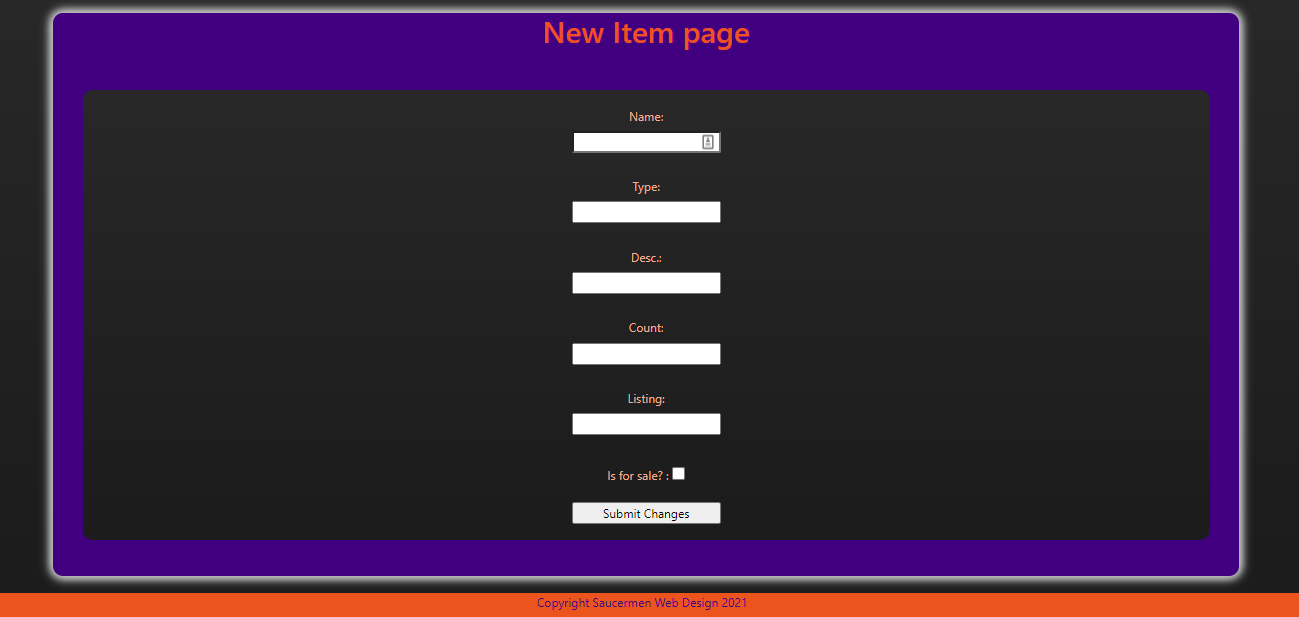 New Item page
Name:
Type:
Desc.:
Count:
Listing:
Is for sale? :
Submit Changes
Copyright Saucermen Web Design 2021